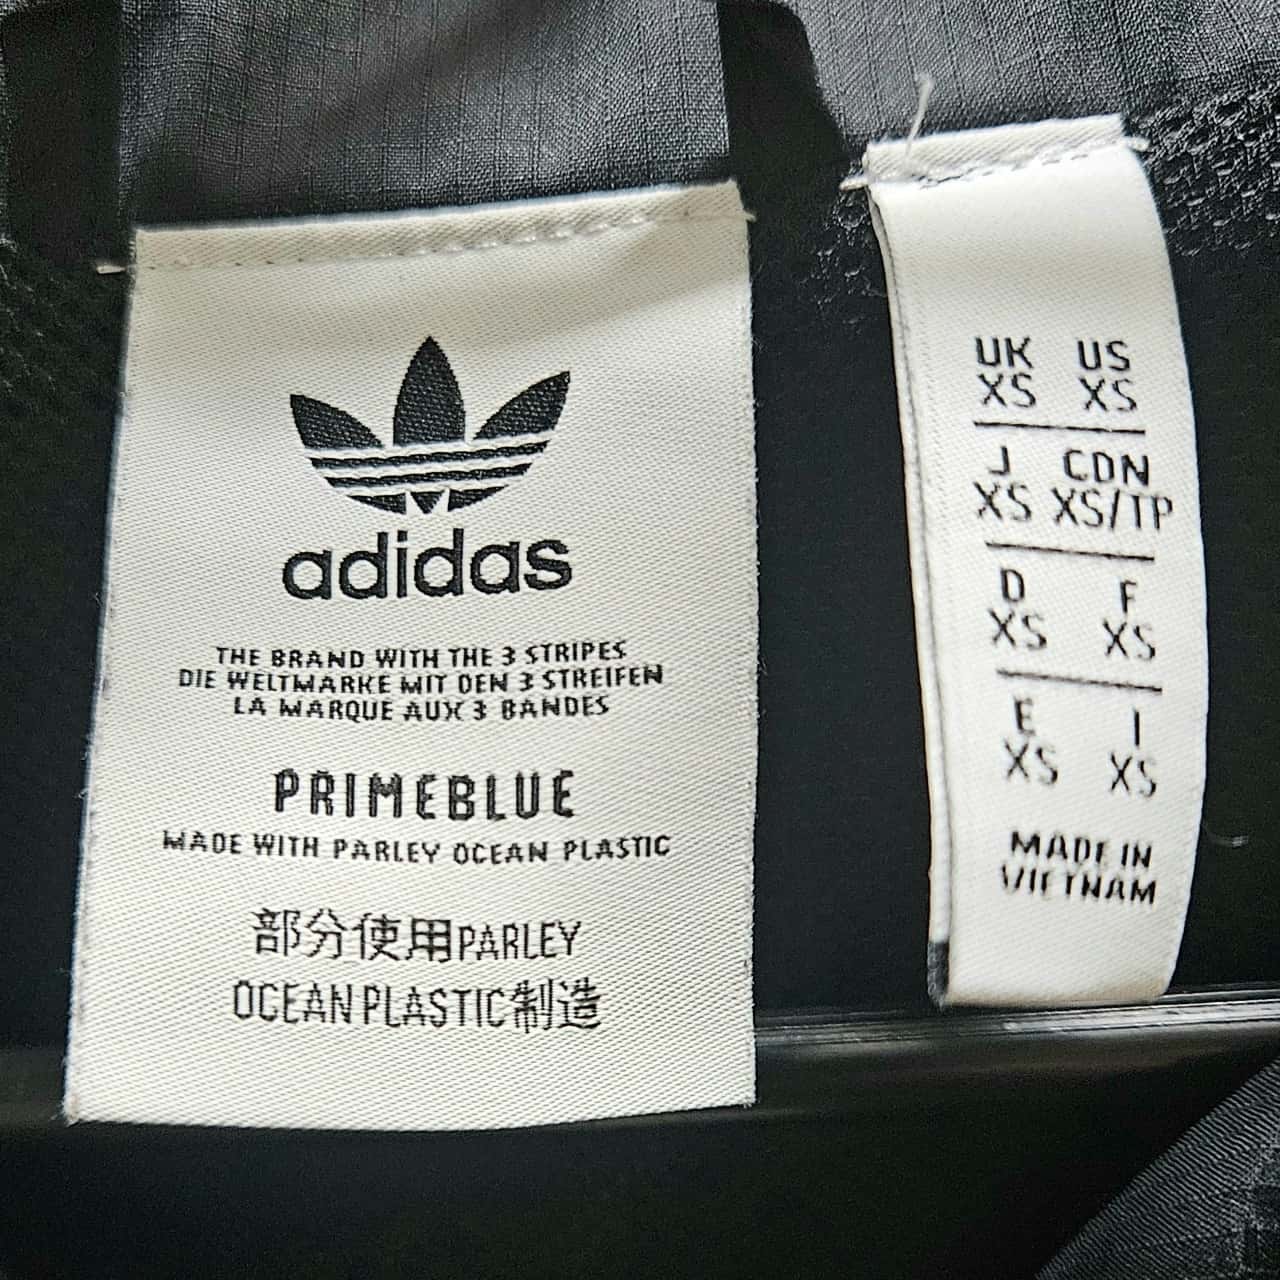 adidas
THE BRAND WITH THE 3 STRIPES
DIE WELTMARKE MIT DEN 3 STREIFEN
LA MARQUE AUX 3 BANDES
PRIMEBLUE
MADE WITH PARLEY OCEAN PLASTIC
部分使用PARLEY
OCEAN PLASTIC制造
UK US
XS XS
J CDN
XS XS/TP
D F
XS XS
E I
XS XS
MADE IN
VIETNAM